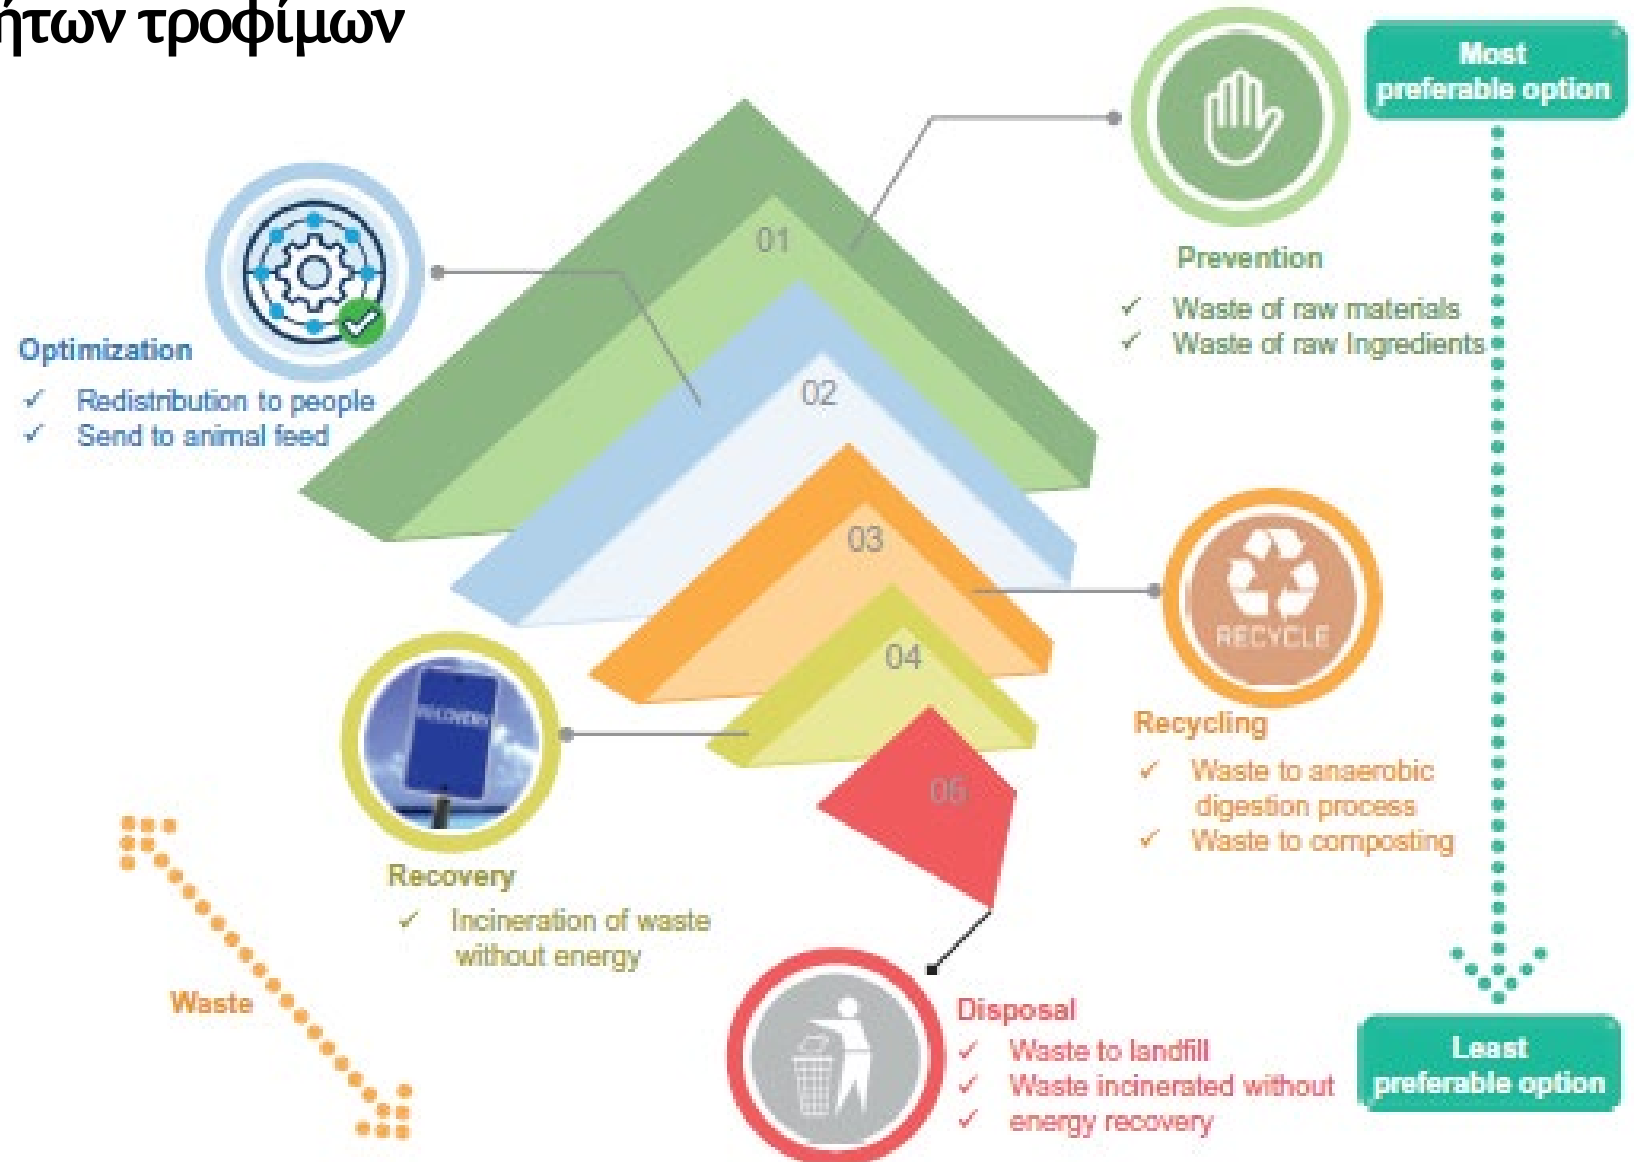 ήτων τροφίμων
Most
preferable option
01
Prevention
✓ Waste of raw materials
✓ Waste of raw Ingredients
Optimization
✓ Redistribution to people
✓ Send to animal feed
02
03
RECYCLE
04
RECOVERY
Recycling
✓ Waste to anaerobic
digestion process
✓ Waste to composting
05
Recovery
✓ Incineration of waste
without energy
Waste
Disposal
✓ Waste to landfill
✓ Waste incinerated without
✓ energy recovery
Least
preferable option